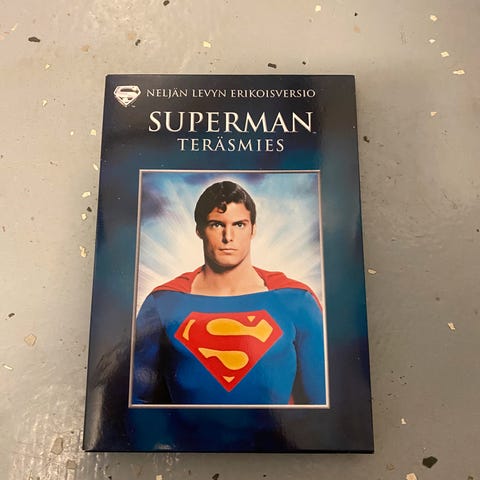 NELJÄN LEVYN ERIKOISVERSIO
SUPERMAN
TERÄSMIES